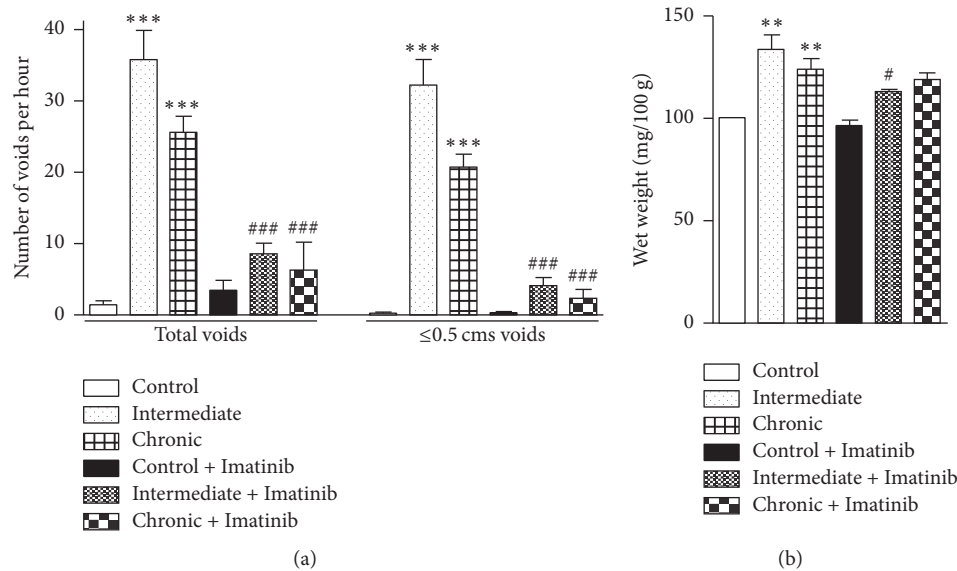 Number of voids per hour
40
30
20
10
0
***
***
###
###
***
***
###
###
Total voids
≤0.5 cms voids
Control
Intermediate
Chronic
Control + Imatinib
Intermediate + Imatinib
Chronic + Imatinib
(a)
Wet weight (mg/100 g)
150
100
50
0
**
**
#
Control
Intermediate
Chronic
Control + Imatinib
Intermediate + Imatinib
Chronic + Imatinib
(b)